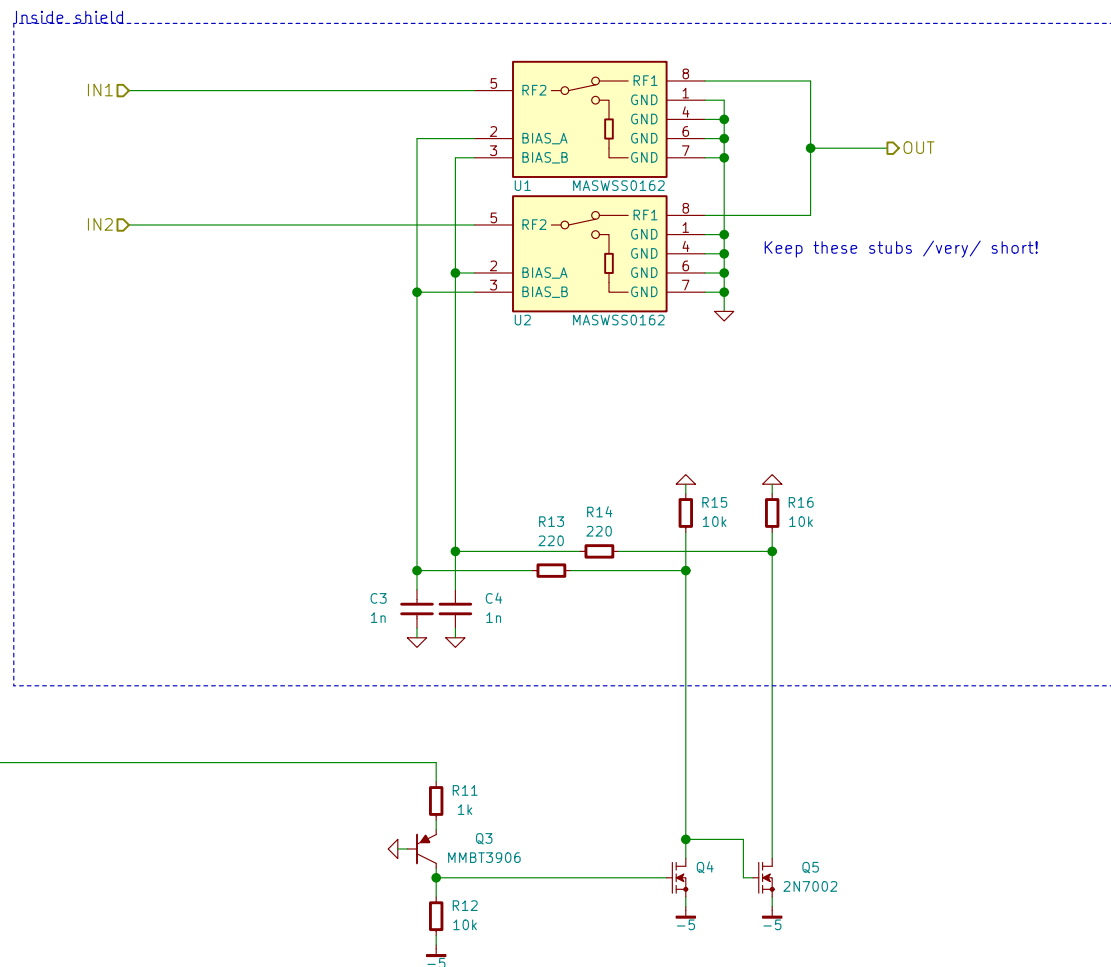 Inside shield
IN1
5
RF2
RF1
8
GND
1
GND
4
2
BIAS_A
GND
6
3
BIAS_B
GND
7
OUT
U1
MASWSS0162
IN2
5
RF2
RF1
8
GND
1
GND
4
2
BIAS_A
GND
6
3
BIAS_B
GND
7
U2
MASWSS0162
Keep these stubs /very/ short!
R13
220
R14
220
R15
10k
R16
10k
C3
1n
C4
1n
R11
1k
Q3
MMBT3906
R12
10k
-5
Q4
-5
Q5
2N7002
-5